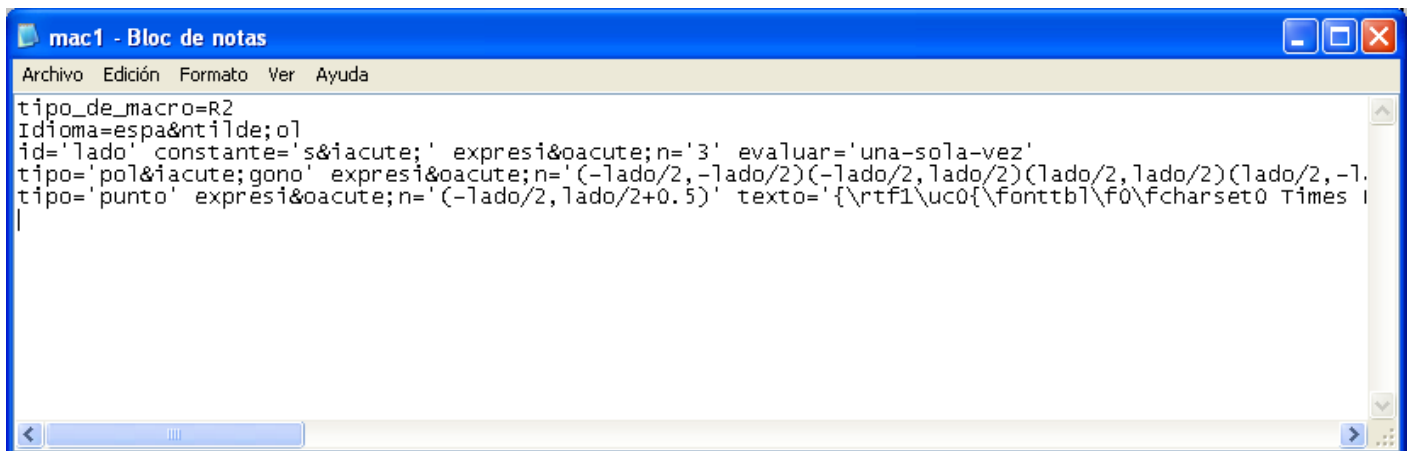 mac1 - Bloc de notas
Archivo Edición Formato Ver Ayuda
tipo_de_macro=R2
Idioma=espa&ntilde;ol
id='lado' constante='s&iacute;' expresi&oacute;n='3' evaluar='una-sola-vez'
tipo='pol&iacute;gono' expresi&oacute;n='(-lado/2,-lado/2)(-lado/2,lado/2)(lado/2,lado/2)(lado/2,-l
tipo='punto' expresi&oacute;n='(-lado/2,lado/2+0.5)' texto='{\rtf1\uc0{\fonttbl\f0\fcharset0 Times